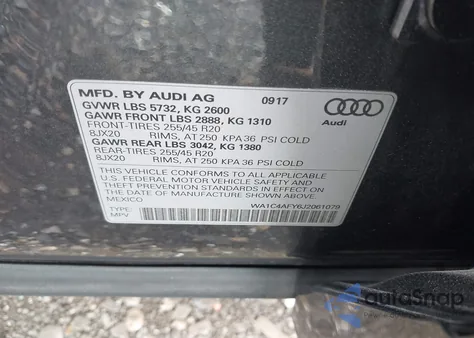 MFD. BY AUDI AG 0917
GVWR LBS 5732, KG 2600
GAWR FRONT LBS 2888, KG 1310
FRONT-TIRES 255/45 R20
8JX20 RIMS, AT 250 KPA 36 PSI COLD
GAWR REAR LBS 3042, KG 1380
REAR-TIRES 255/45 R20
8JX20 RIMS, AT 250 KPA 36 PSI COLD
THIS VEHICLE CONFORMS TO ALL APPLICABLE
U.S. FEDERAL MOTOR VEHICLE SAFETY, BUMPER,
AND THEFT PREVENTION STANDARDS IN EFFECT ON
THE DATE OF MANUFACTURE SHOWN ABOVE.
MEXICO
TYPE: WA1C4AFY6J2061079
MPV
Audi
AutoSnap